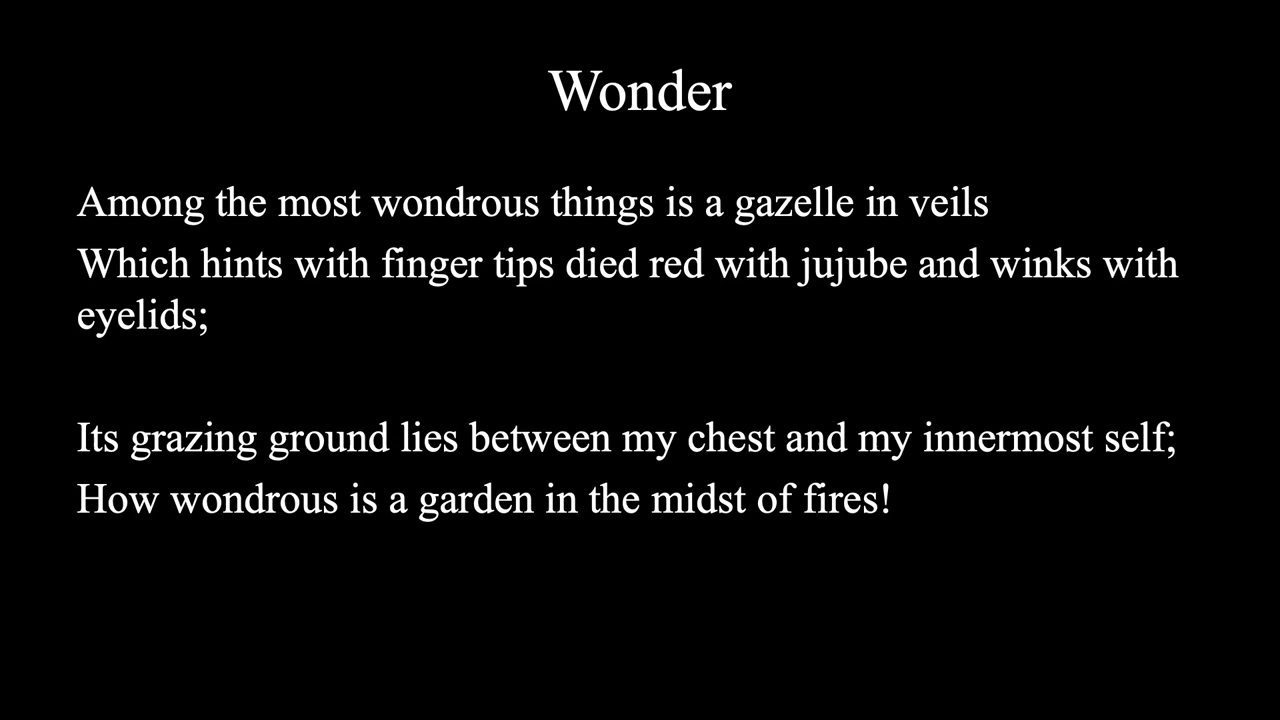 Wonder
Among the most wondrous things is a gazelle in veils
Which hints with finger tips died red with jujube and winks with
eyelids;
Its grazing ground lies between my chest and my innermost self;
How wondrous is a garden in the midst of fires!